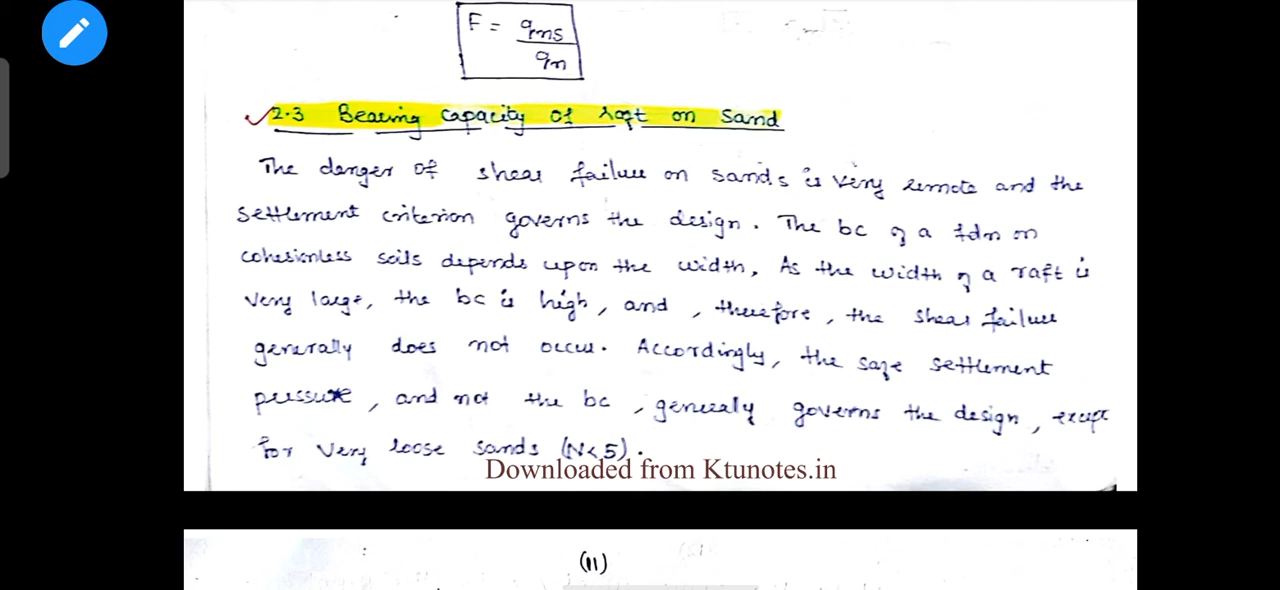 F = qns
qn
2.3 Bearing capacity of raft on sand
The danger of shear failure on sands is very remote and the
settlement criterion governs the design. The bc of a fdn on
cohesionless soils depends upon the width, As the width of a raft is
very large, the bc is high, and, therefore, the shear failure
generally does not occur. Accordingly, the safe settlement
pressure, and not the bc, generaly governs the design, except
for very loose sands (N<5).
Downloaded from Ktunotes.in
(11)